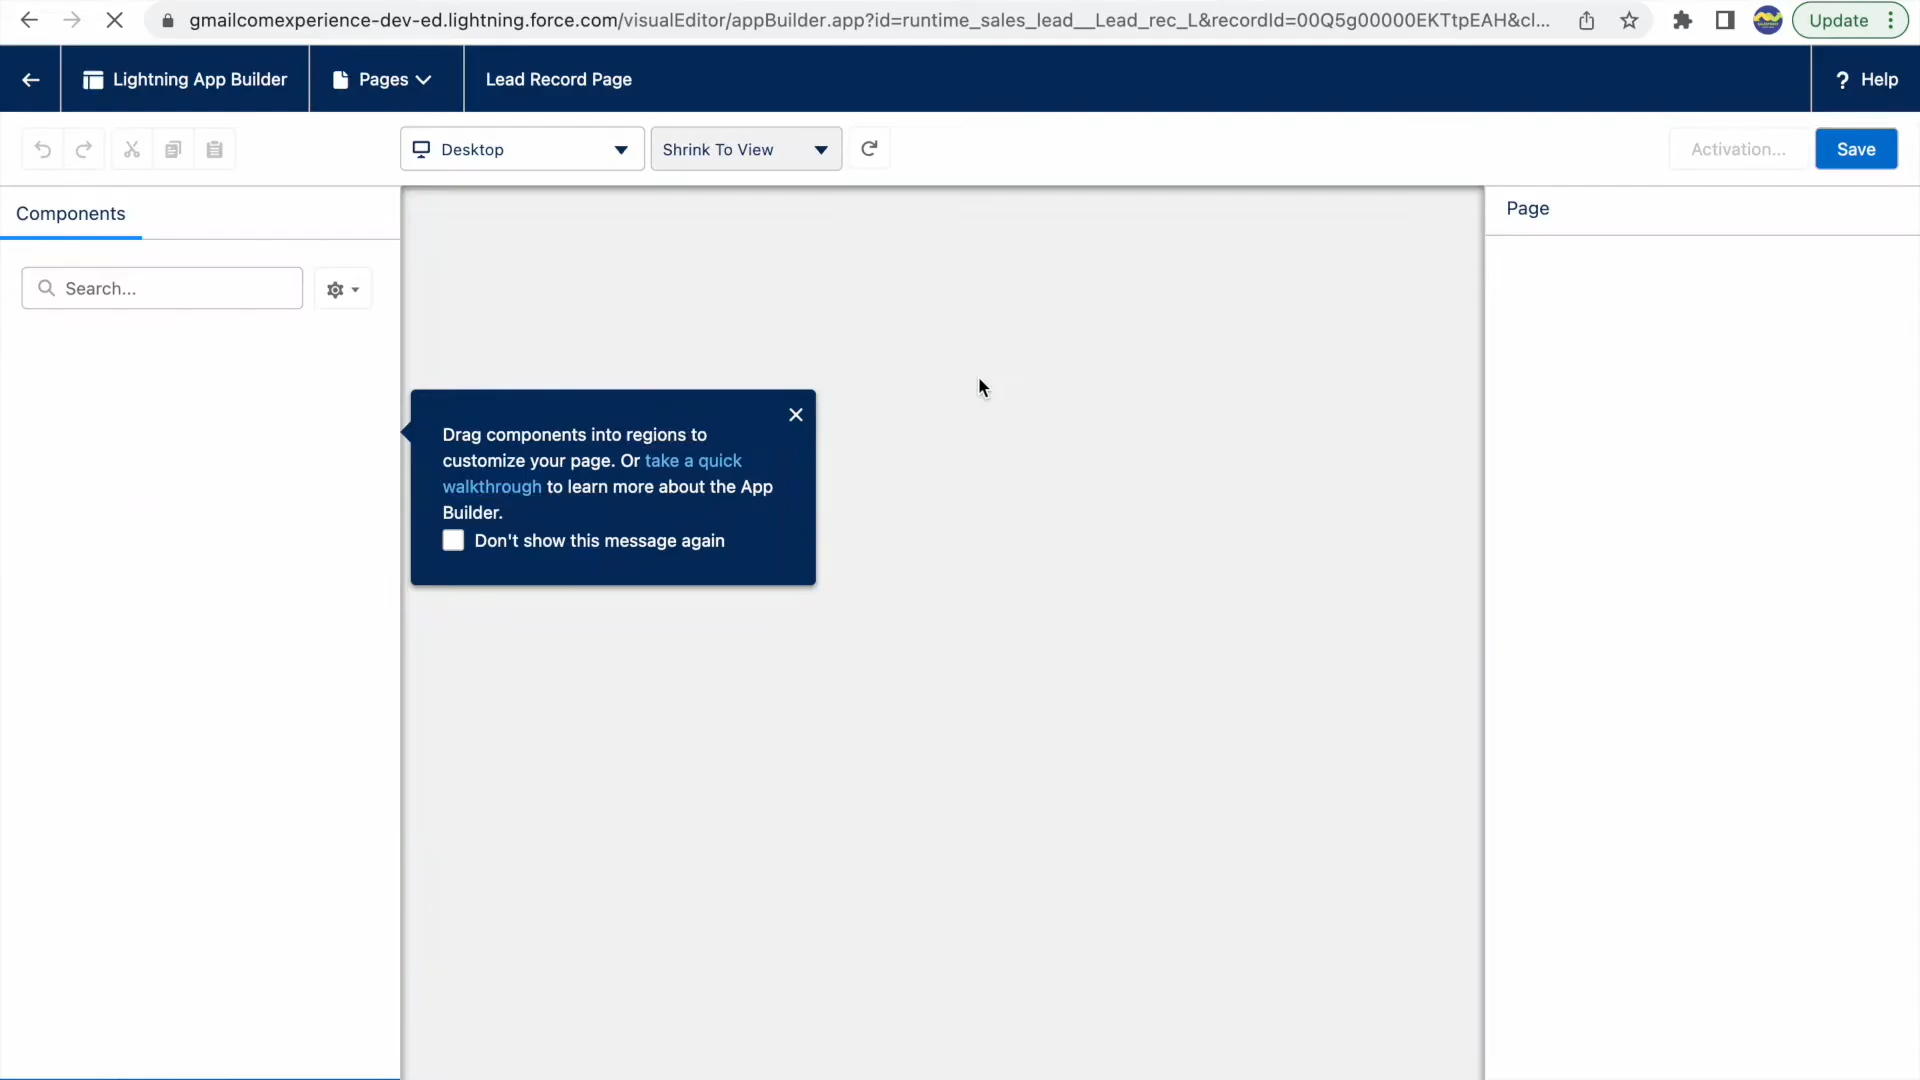 gmailcomexperience-dev-ed.lightning.force.com/visualEditor/appBuilder.app?id=runtime_sales_lead__Lead_rec_L&recordId=00Q5g00000EKTtpEAH&cl...
Update
Lightning App Builder
Pages
Lead Record Page
? Help
Desktop
Shrink To View
Activation...
Save
Components
Page
Search...
Drag components into regions to
customize your page. Or take a quick
walkthrough to learn more about the App
Builder.
Don't show this message again